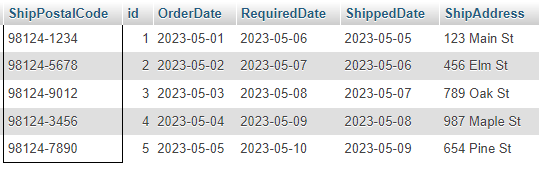 ShipPostalCode id OrderDate RequiredDate ShippedDate ShipAddress
98124-1234 1 2023-05-01 2023-05-06 2023-05-05 123 Main St
98124-5678 2 2023-05-02 2023-05-07 2023-05-06 456 Elm St
98124-9012 3 2023-05-03 2023-05-08 2023-05-07 789 Oak St
98124-3456 4 2023-05-04 2023-05-09 2023-05-08 987 Maple St
98124-7890 5 2023-05-05 2023-05-10 2023-05-09 654 Pine St